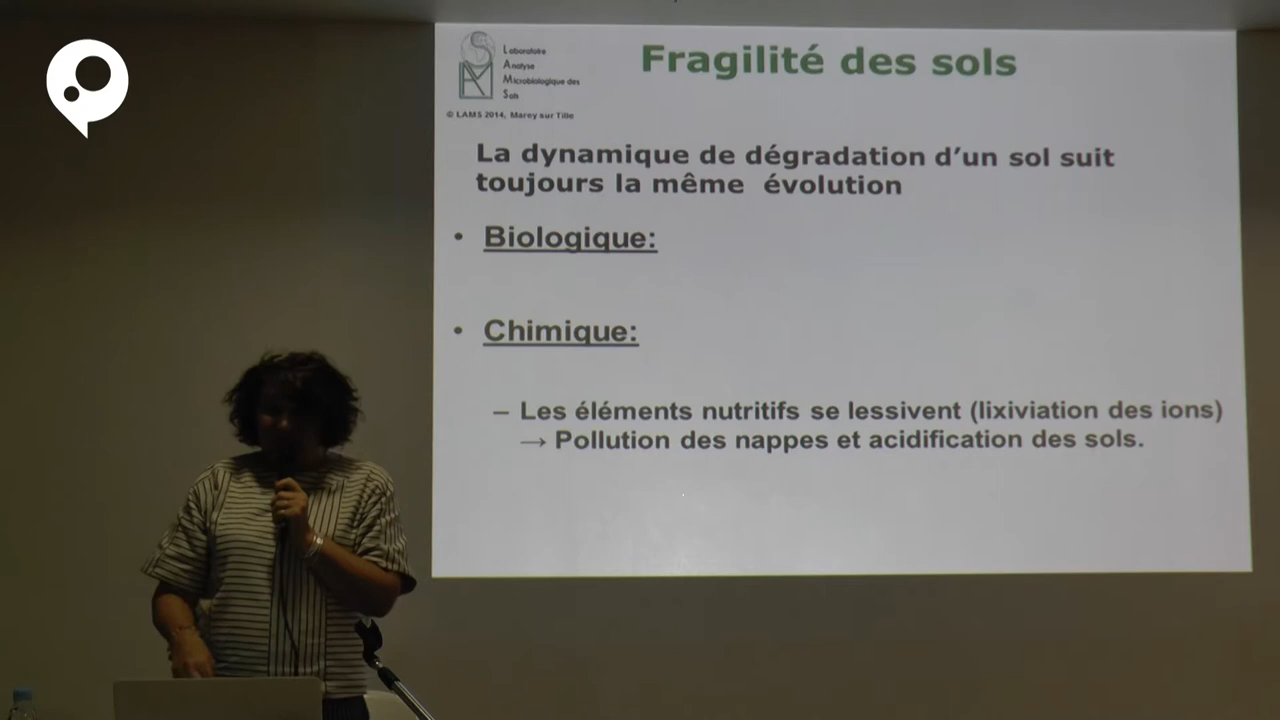 Laboratoire
Analyse
Microbiologique des
Sols
© LAMS 2014, Marey sur Tille
Fragilité des sols
La dynamique de dégradation d’un sol suit
toujours la même évolution
• Biologique:
• Chimique:
– Les éléments nutritifs se lessivent (lixiviation des ions)
→ Pollution des nappes et acidification des sols.